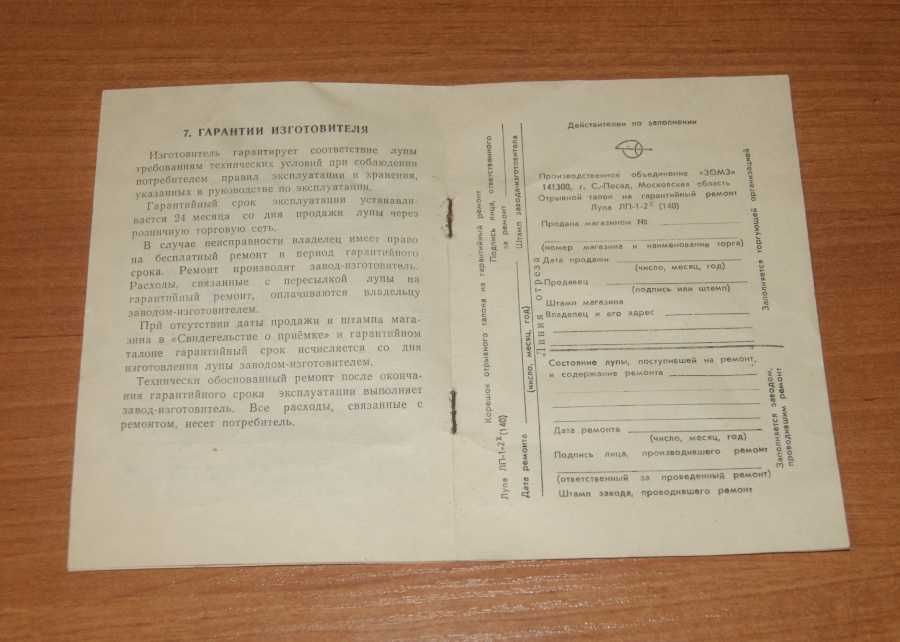 7. ГАРАНТИИ ИЗГОТОВИТЕЛЯ
Изготовитель гарантирует соответствие лупы
требованиям технических условий при соблюдении
потребителем правил эксплуатации и хранения,
указанных в руководстве по эксплуатации.
Гарантийный срок эксплуатации устанавли-
вается 24 месяца со дня продажи лупы через
розничную торговую сеть.
В случае неисправности владелец имеет право
на бесплатный ремонт в период гарантийного
срока. Ремонт производит завод-изготовитель.
Расходы, связанные с пересылкой лупы на
гарантийный ремонт, оплачиваются владельцу
заводом-изготовителем.
При отсутствии даты продажи и штампа мага-
зина в «Свидетельстве о приёмке» и гарантийном
талоне гарантийный срок исчисляется со дня
изготовления лупы заводом-изготовителем.
Технически обоснованный ремонт после оконча-
ния гарантийного срока эксплуатации выполняет
завод-изготовитель. Все расходы, связанные с
ремонтом, несет потребитель.
Корешок отрывного талона на гарантийный ремонт
Лупа ЛП-1-2ˣ (140)
Подпись лица, ответственного
за ремонт
Штамп завода-изготовителя
Дата ремонта
(число, месяц, год)
Линия отреза
Действителен по заполнении
Производственное объединение «ЗОМЗ»
141300, г. С.-Посад, Московская область
Отрывной талон на гарантийный ремонт
Лупа ЛП-1-2ˣ (140)
Продана магазином №
(номер магазина и наименование торга)
Дата продажи
(число, месяц, год)
Продавец
(подпись или штамп)
Штамп магазина
Владелец и его адрес
Заполняется торгующей организацией
Состояние лупы, поступившей на ремонт,
и содержание ремонта
Дата ремонта
(число, месяц, год)
Подпись лица, производившего ремонт
(ответственный за проведенный ремонт)
Штамп завода, проводившего ремонт
Заполняется заводом,
проводившим ремонт